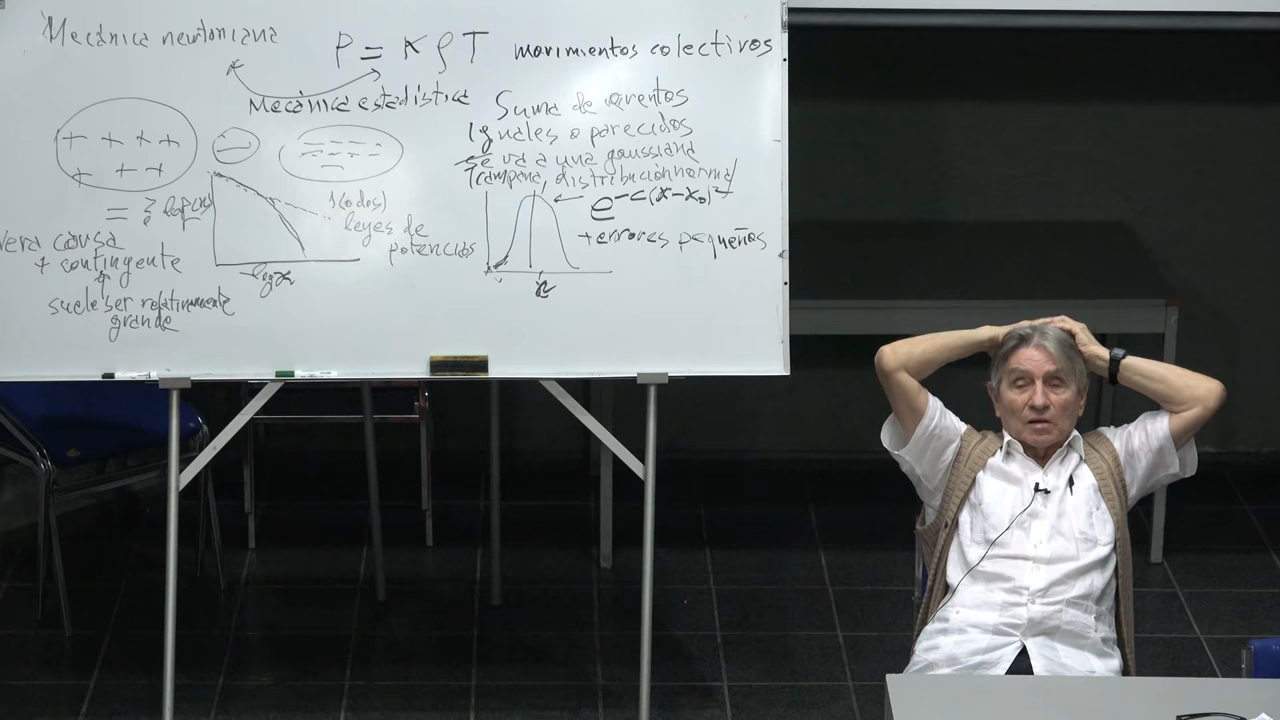 Mecánica newtoniana
P = K ρ T movimientos colectivos
Mecánica estadística
Suma de eventos
iguales o parecidos
se va a una gaussiana
(campana, distribución normal)
e^-c(x-x₀)²
+ errores pequeños
+ + + +
+ + +
leyes de
potencias
log x
vera causa
+ contingente
suele ser relativamente
grande